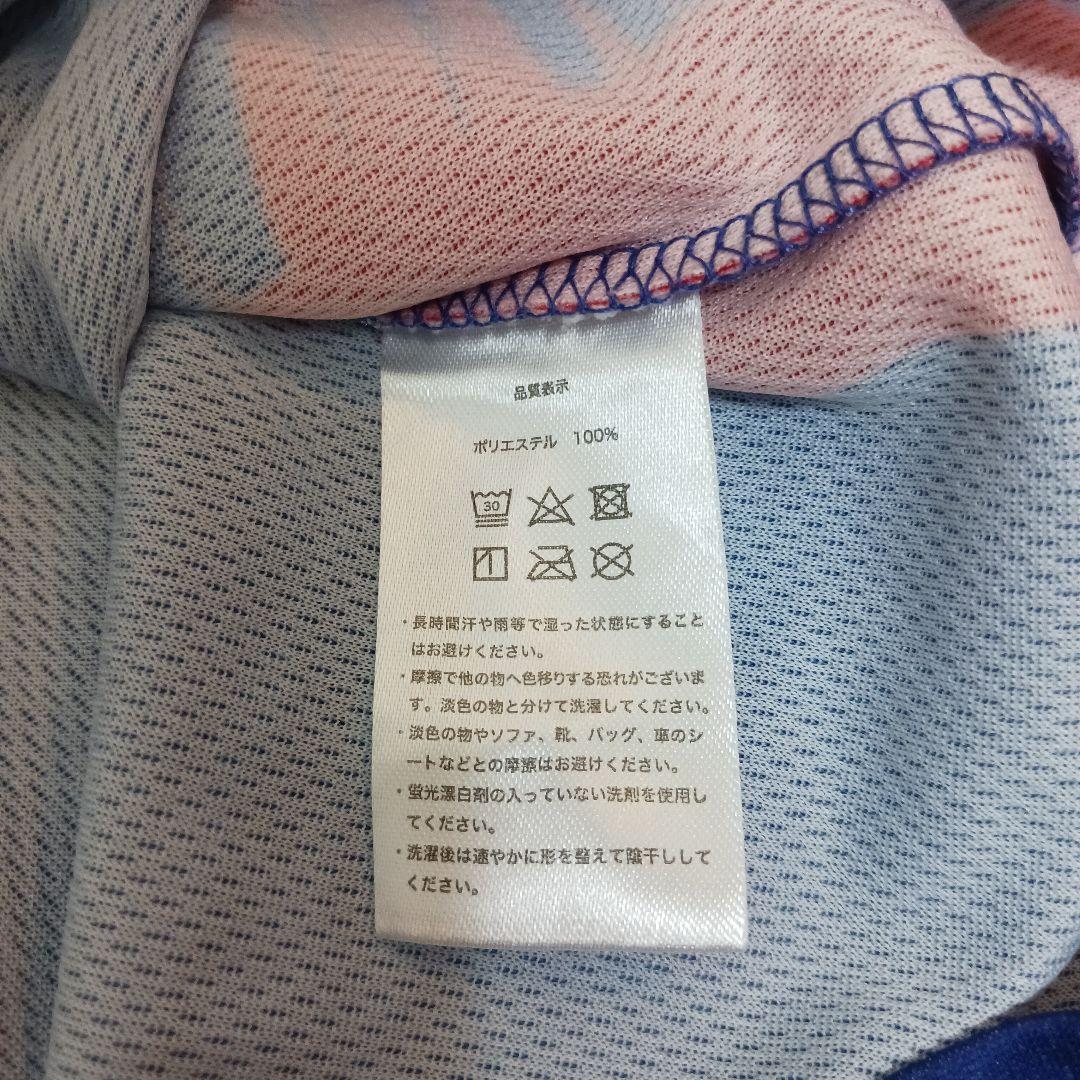 品質表示
ポリエステル 100%
30
・長時間汗や雨等で湿った状態にすること
はお避けください。
・摩擦で他の物へ色移りする恐れがございま
す。淡色の物と分けて洗濯してください。
・淡色の物やソファ、靴、バッグ、車のシ
ートなどとの摩擦はお避けください。
・蛍光漂白剤の入っていない洗剤を使用し
てください。
・洗濯後は速やかに形を整えて陰干しして
ください。